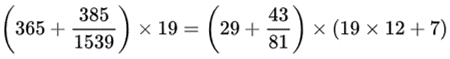 (365 + 385/1539) × 19 = (29 + 43/81) × (19 × 12 + 7)